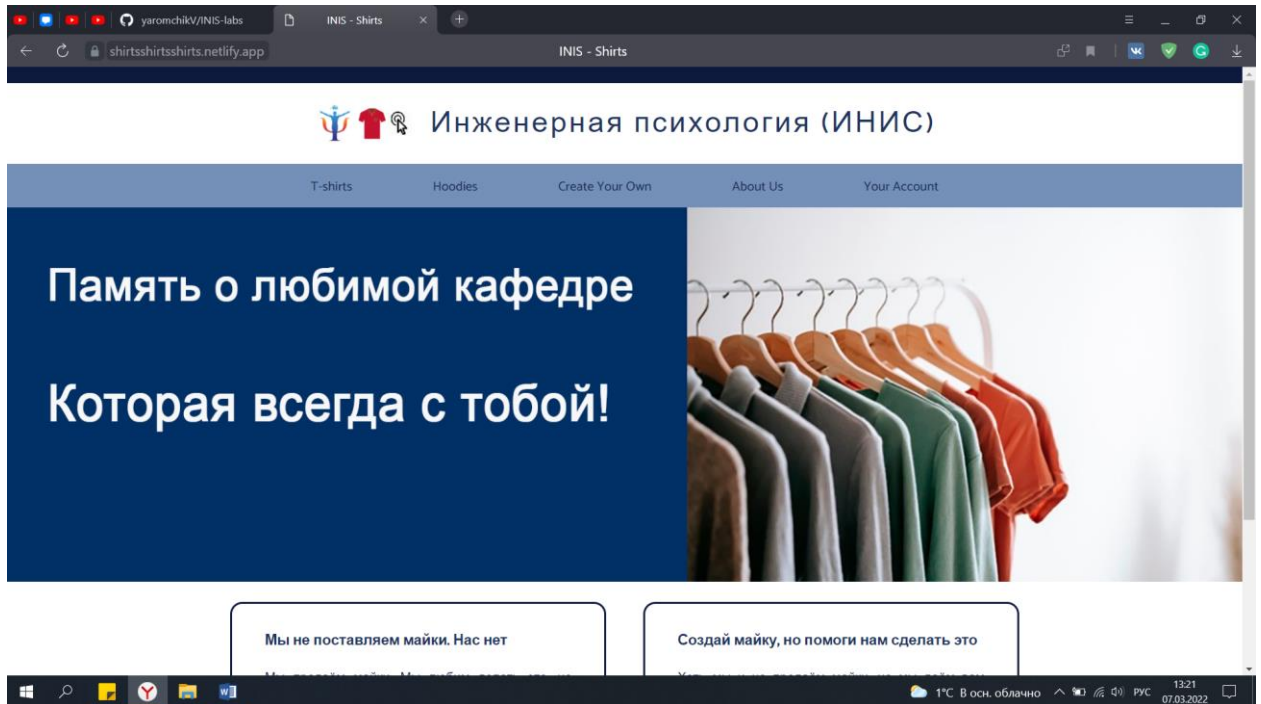 yaromchikV/INIS-labs
INIS - Shirts
shirtsshirtsshirts.netlify.app
INIS - Shirts
Инженерная психология (ИНИС)
T-shirts Hoodies Create Your Own About Us Your Account
Память о любимой кафедре
Которая всегда с тобой!
Мы не поставляем майки. Нас нет
Создай майку, но помоги нам сделать это
1°C В осн. облачно
РУС
13:21
07.03.2022